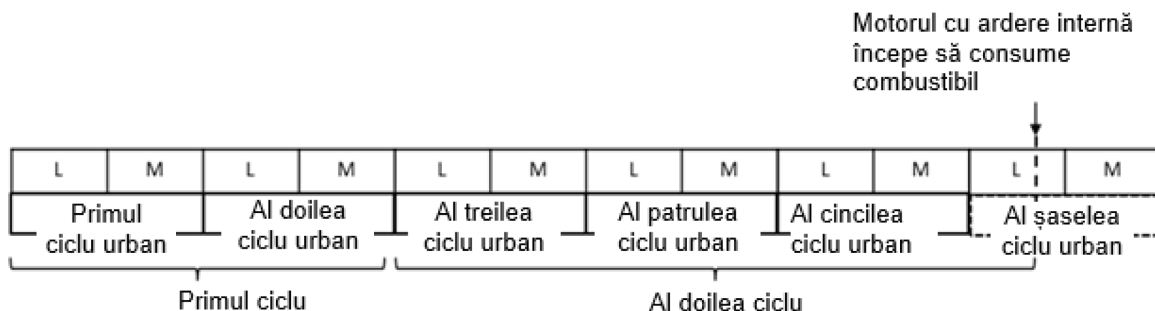 Motorul cu ardere internă
începe să consume
combustibil
L M L M L M L M L M L M
Primul
ciclu urban
Al doilea
ciclu urban
Al treilea
ciclu urban
Al patrulea
ciclu urban
Al cincilea
ciclu urban
Al șaselea
ciclu urban
Primul ciclu
Al doilea ciclu